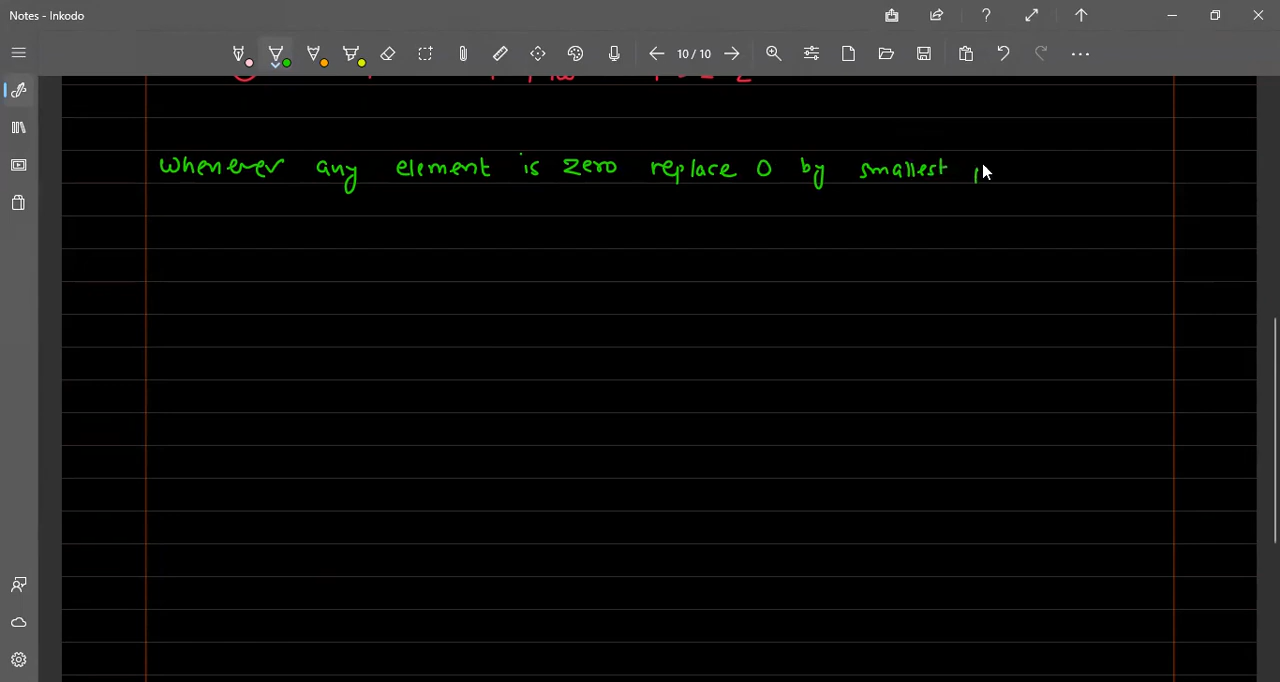 Notes - Inkodo
10 / 10
Whenever any element is zero replace 0 by smallest